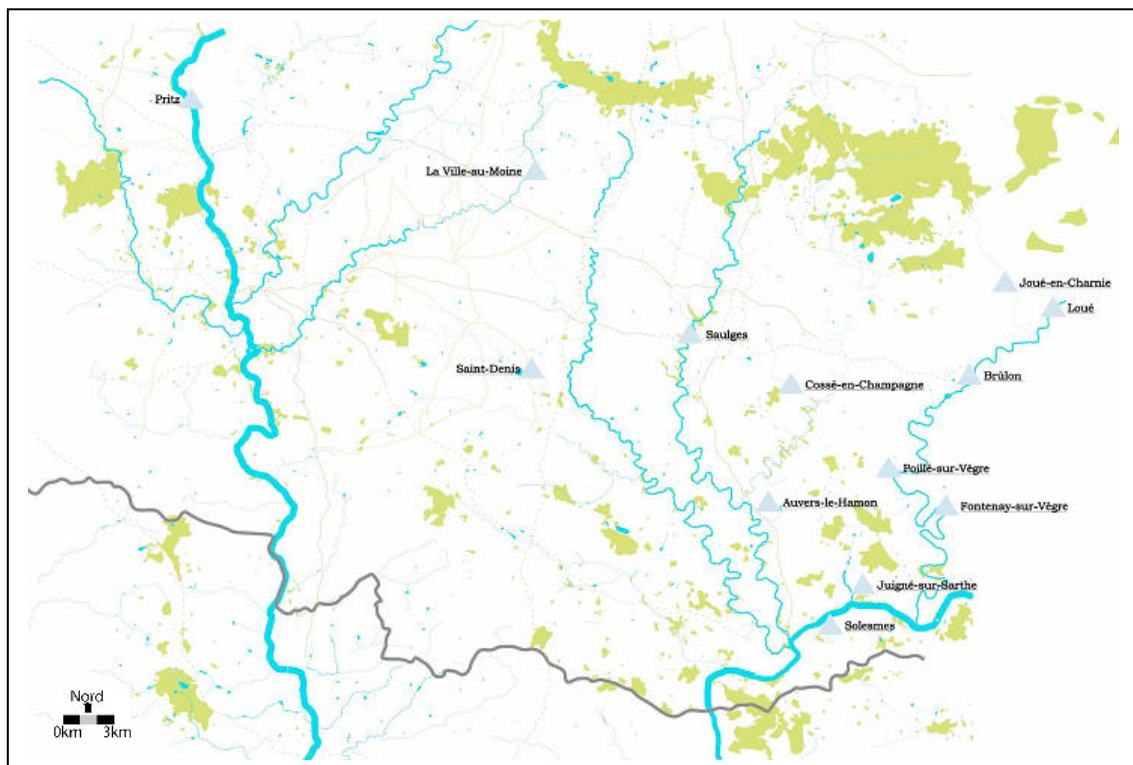 Pritz
La Ville-au-Moine
Joué-en-Charnie
Loué
Saulges
Saint-Denis
Brûlon
Cossé-en-Champagne
Poillé-sur-Vègre
Auvers-le-Hamon
Fontenay-sur-Vègre
Juigné-sur-Sarthe
Solesmes
Nord
0km 3km